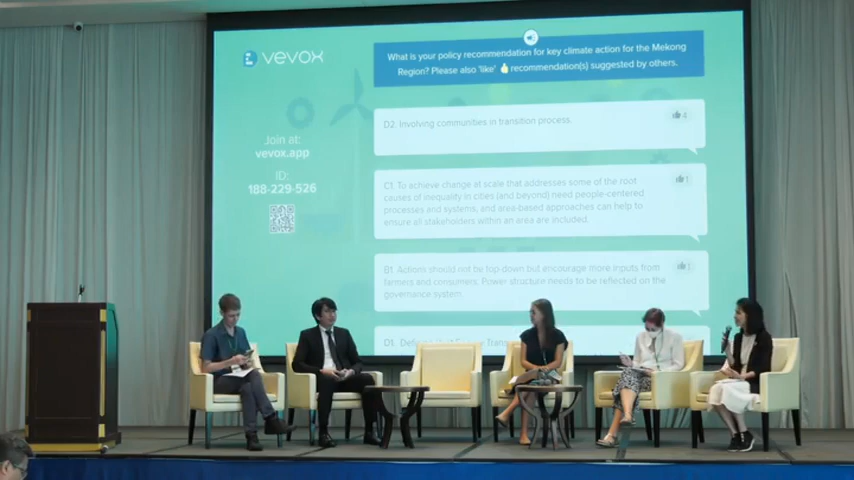 vevox
What is your policy recommendation for key climate action for the Mekong
Region? Please also 'like' 👍 recommendation(s) suggested by others.
Join at:
vevox.app
ID:
188-229-526
D2. Involving communities in transition process.
4
C1. To achieve change at scale that addresses some of the root
1
causes of inequality in cities (and beyond) need people-centered
processes and systems, and area-based approaches can help to
ensure all stakeholders within an area are included.
B1. Actions should not be top-down but encourage more inputs from
farmers and consumers. Power structure needs to be reflected on the
governance system.
D1.